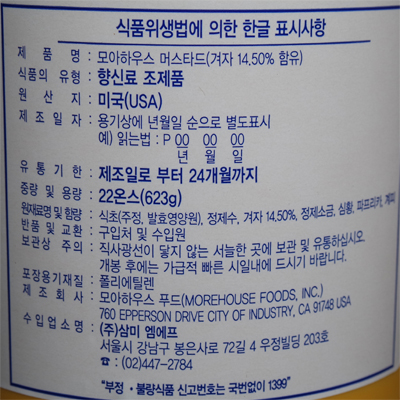 식품위생법에 의한 한글 표시사항
제 품 명 : 모아하우스 머스타드(겨자 14.50% 함유)
식품의 유형 : 향신료 조제품
원 산 지 : 미국(USA)
제 조 일 자 : 용기상에 년월일 순으로 별도표시
예) 읽는법 : P 00 00 00
년 월 일
유 통 기 한 : 제조일로 부터 24개월까지
중량 및 용량 : 22온스(623g)
원재료명 및 함량 : 식초(주정, 발효영양원), 정제수, 겨자 14.50%, 정제소금, 심황, 파프리카,
반품 및 교환 : 구입처 및 수입원
보관상 주의 : 직사광선이 닿지 않는 서늘한 곳에 보관 및 유통하십시오.
개봉 후에는 가급적 빠른 시일내에 드시기 바랍니다.
포장용기재질 : 폴리에틸렌
제 조 회 사 : 모아하우스 푸드(MOREHOUSE FOODS, INC.)
760 EPPERSON DRIVE CITY OF INDUSTRY, CA 91748 USA
수 입 업 소 명 : (주)삼미 엠에프
서울시 강남구 봉은사로 72길 4 우정빌딩 203호
☎ (02)447-2784
"부정 · 불량식품 신고번호는 국번없이 1399"